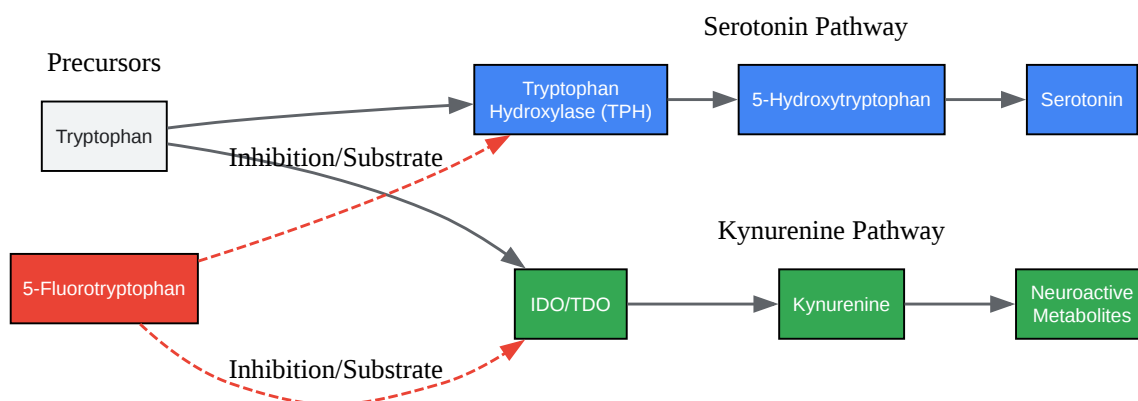 Serotonin Pathway
Precursors
Tryptophan
Tryptophan
Hydroxylase (TPH)
5-Hydroxytryptophan
Serotonin
Inhibition/Substrate
Kynurenine Pathway
5-Fluorotryptophan
IDO/TDO
Kynurenine
Neuroactive
Metabolites
Inhibition/Substrate